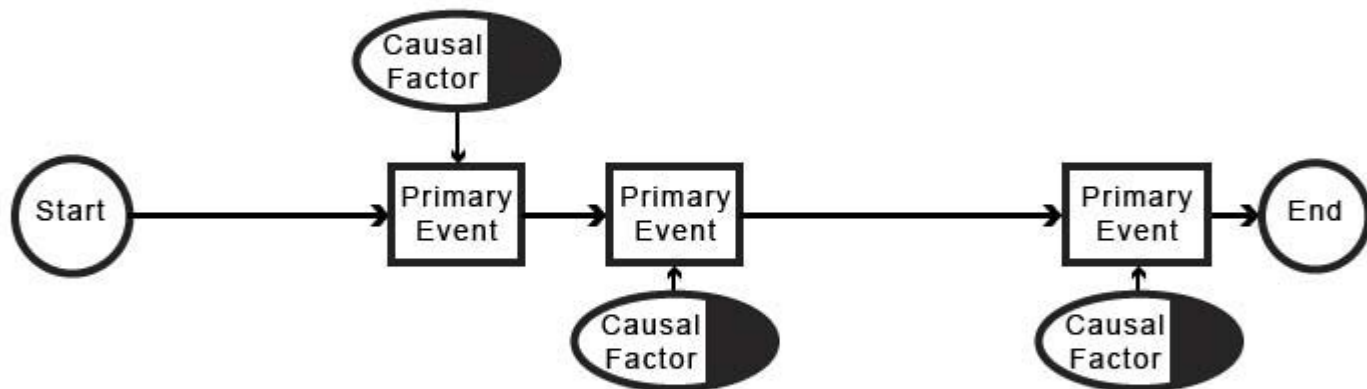 Causal
Factor
Start
Primary
Event
Primary
Event
Primary
Event
End
Causal
Factor
Causal
Factor